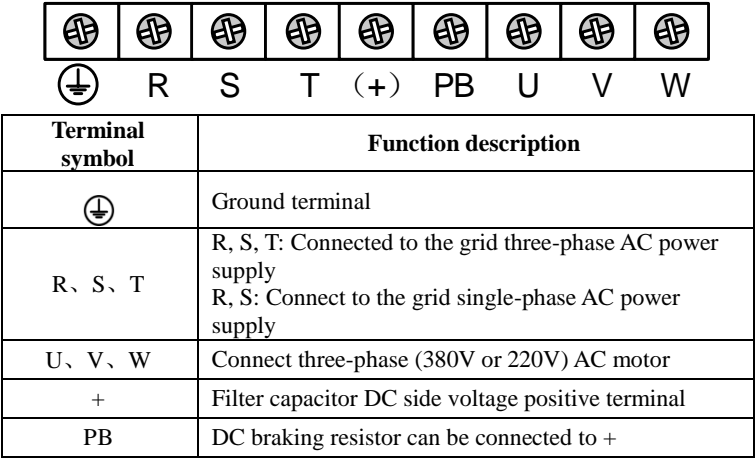 R S T （+） PB U V W
Terminal
symbol
Function description
Ground terminal
R、S、T
R, S, T: Connected to the grid three-phase AC power
supply
R, S: Connect to the grid single-phase AC power
supply
U、V、W
Connect three-phase (380V or 220V) AC motor
+
Filter capacitor DC side voltage positive terminal
PB
DC braking resistor can be connected to +